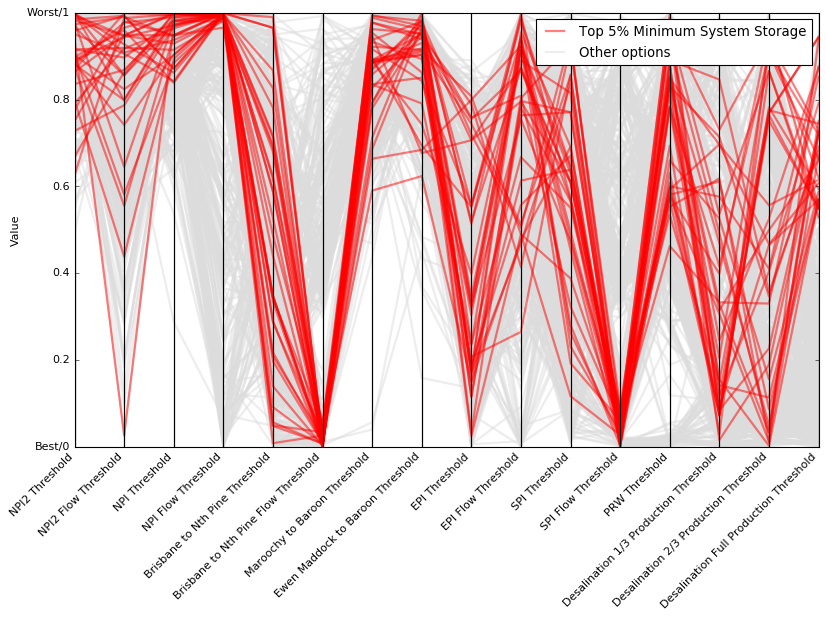 Worst/1
0.8
0.6
0.4
0.2
Best/0
Value
Top 5% Minimum System Storage
Other options
NPI2 Threshold
NPI2 Flow Threshold
NPI Threshold
NPI Flow Threshold
Brisbane to Nth Pine Threshold
Brisbane to Nth Pine Flow Threshold
Maroochy to Baroon Threshold
Ewen Maddock to Baroon Threshold
EPI Threshold
EPI Flow Threshold
SPI Threshold
SPI Flow Threshold
PRW Threshold
Desalination 1/3 Production Threshold
Desalination 2/3 Production Threshold
Desalination Full Production Threshold